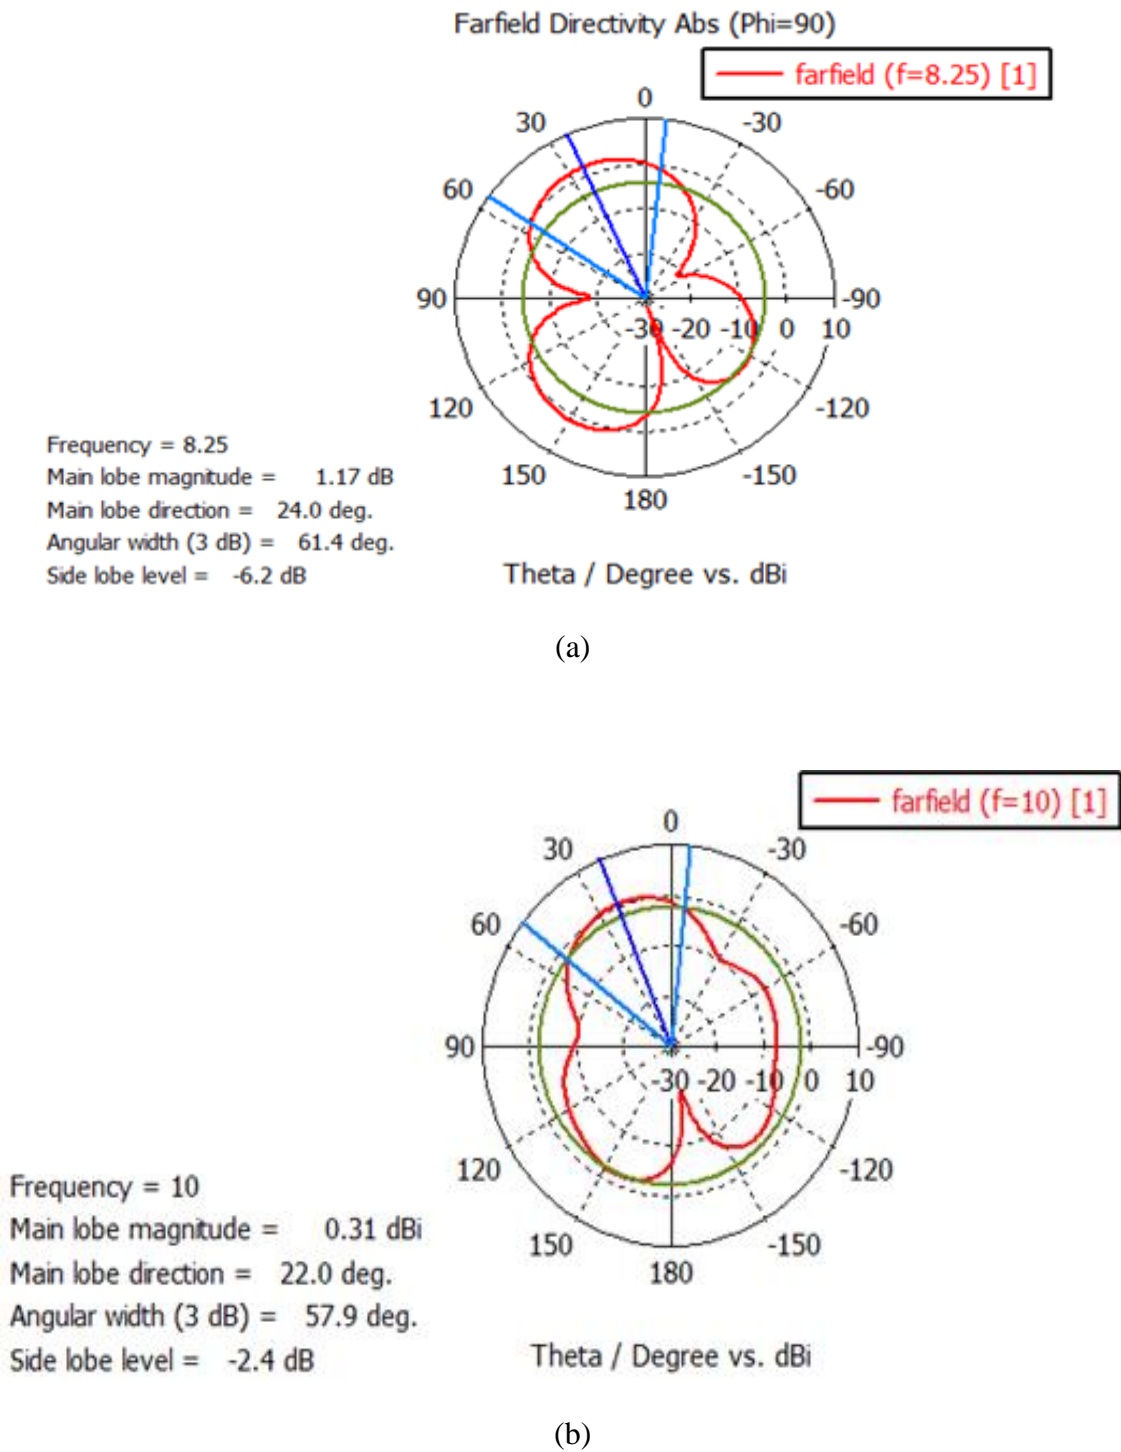 Farfield Directivity Abs (Phi=90)
farfield (f=8.25) [1]
0
30 -30
60 -60
90 -90
-30 -20 -10 0 10
120 -120
150 -150
180
Frequency = 8.25
Main lobe magnitude = 1.17 dB
Main lobe direction = 24.0 deg.
Angular width (3 dB) = 61.4 deg.
Side lobe level = -6.2 dB
Theta / Degree vs. dBi
(a)
farfield (f=10) [1]
0
30 -30
60 -60
90 -90
-30 -20 -10 0 10
120 -120
150 -150
180
Frequency = 10
Main lobe magnitude = 0.31 dBi
Main lobe direction = 22.0 deg.
Angular width (3 dB) = 57.9 deg.
Side lobe level = -2.4 dB
Theta / Degree vs. dBi
(b)